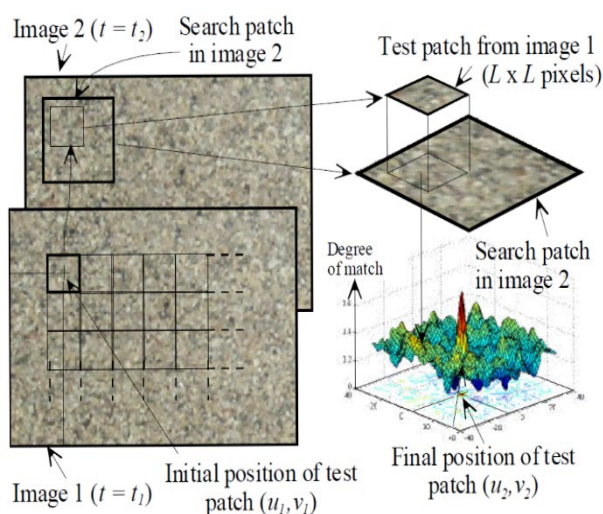 Image 2 (t = t2)
Search patch
in image 2
Test patch from image 1
(L x L pixels)
Search patch
in image 2
Degree
of match
Initial position of test
patch (u1,v1)
Image 1 (t = t1)
Final position of test
patch (u2,v2)